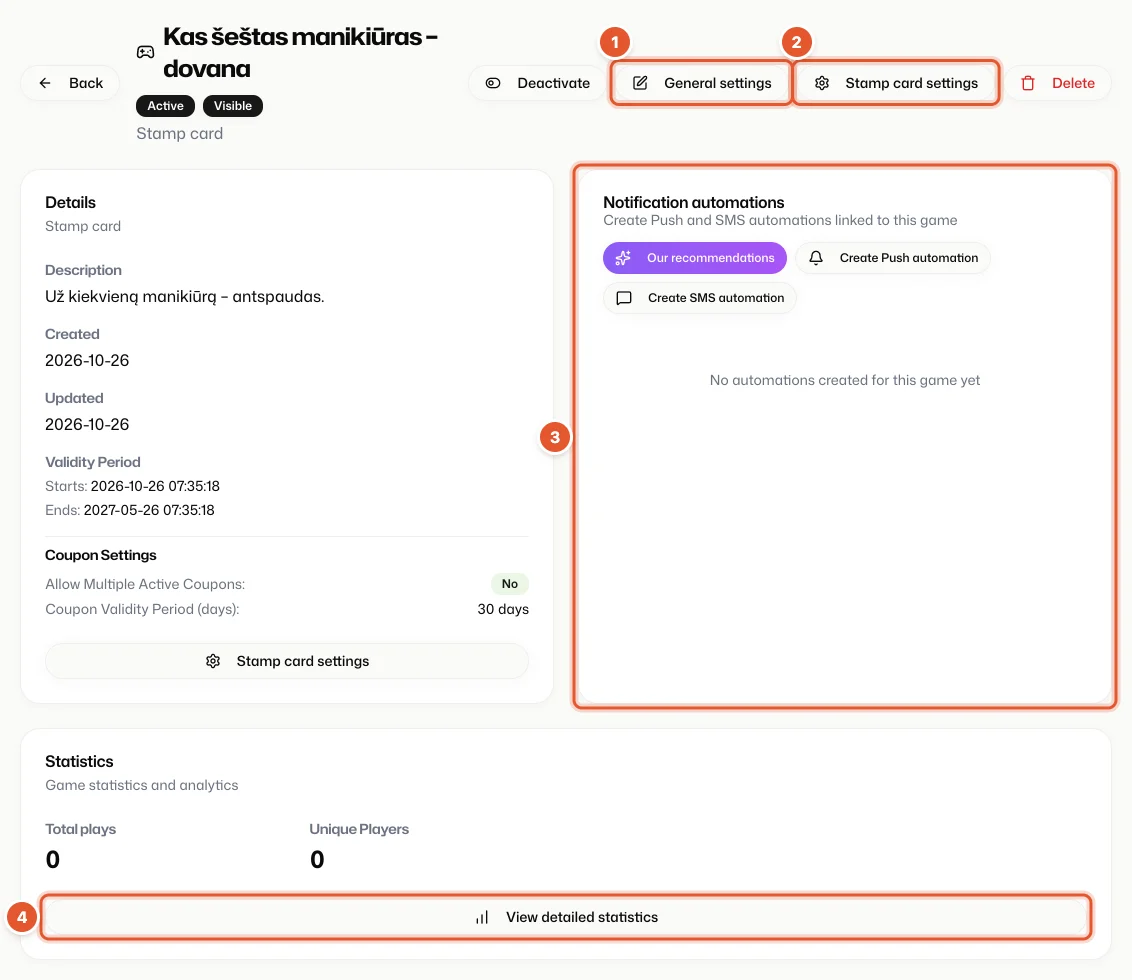 Back
Kas šeštas manikiūras –
dovana
Active
Visible
Stamp card
Deactivate
1
General settings
2
Stamp card settings
Delete
Details
Stamp card
Description
Už kiekvieną manikiūrą – antspaudas.
Created
2026-10-26
Updated
2026-10-26
Validity Period
Starts: 2026-10-26 07:35:18
Ends: 2027-05-26 07:35:18
Coupon Settings
Allow Multiple Active Coupons: No
Coupon Validity Period (days): 30 days
Stamp card settings
3
Notification automations
Create Push and SMS automations linked to this game
Our recommendations
Create Push automation
Create SMS automation
No automations created for this game yet
Statistics
Game statistics and analytics
Total plays
0
Unique Players
0
4
View detailed statistics